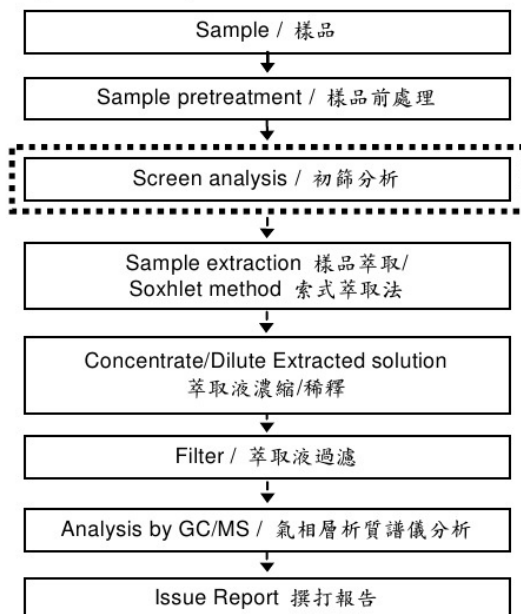 Sample / 樣品
Sample pretreatment / 樣品前處理
Screen analysis / 初篩分析
Sample extraction 樣品萃取/
Soxhlet method 索式萃取法
Concentrate/Dilute Extracted solution
萃取液濃縮/稀釋
Filter / 萃取液過濾
Analysis by GC/MS / 氣相層析質譜儀分析
Issue Report 撰打報告